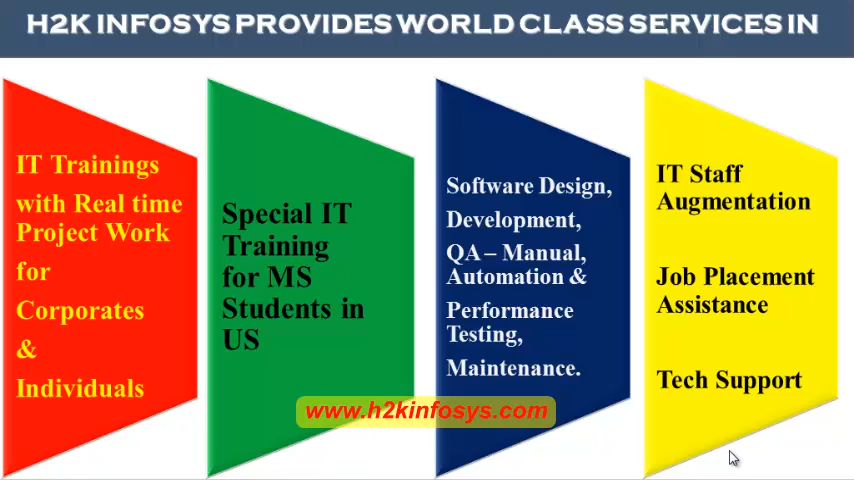 H2K INFOSYS PROVIDES WORLD CLASS SERVICES IN
IT Trainings
with Real time
Project Work
for
Corporates
&
Individuals
Special IT
Training
for MS
Students in
US
Software Design,
Development,
QA – Manual,
Automation &
Performance
Testing,
Maintenance.
IT Staff
Augmentation
Job Placement
Assistance
Tech Support
www.h2kinfosys.com